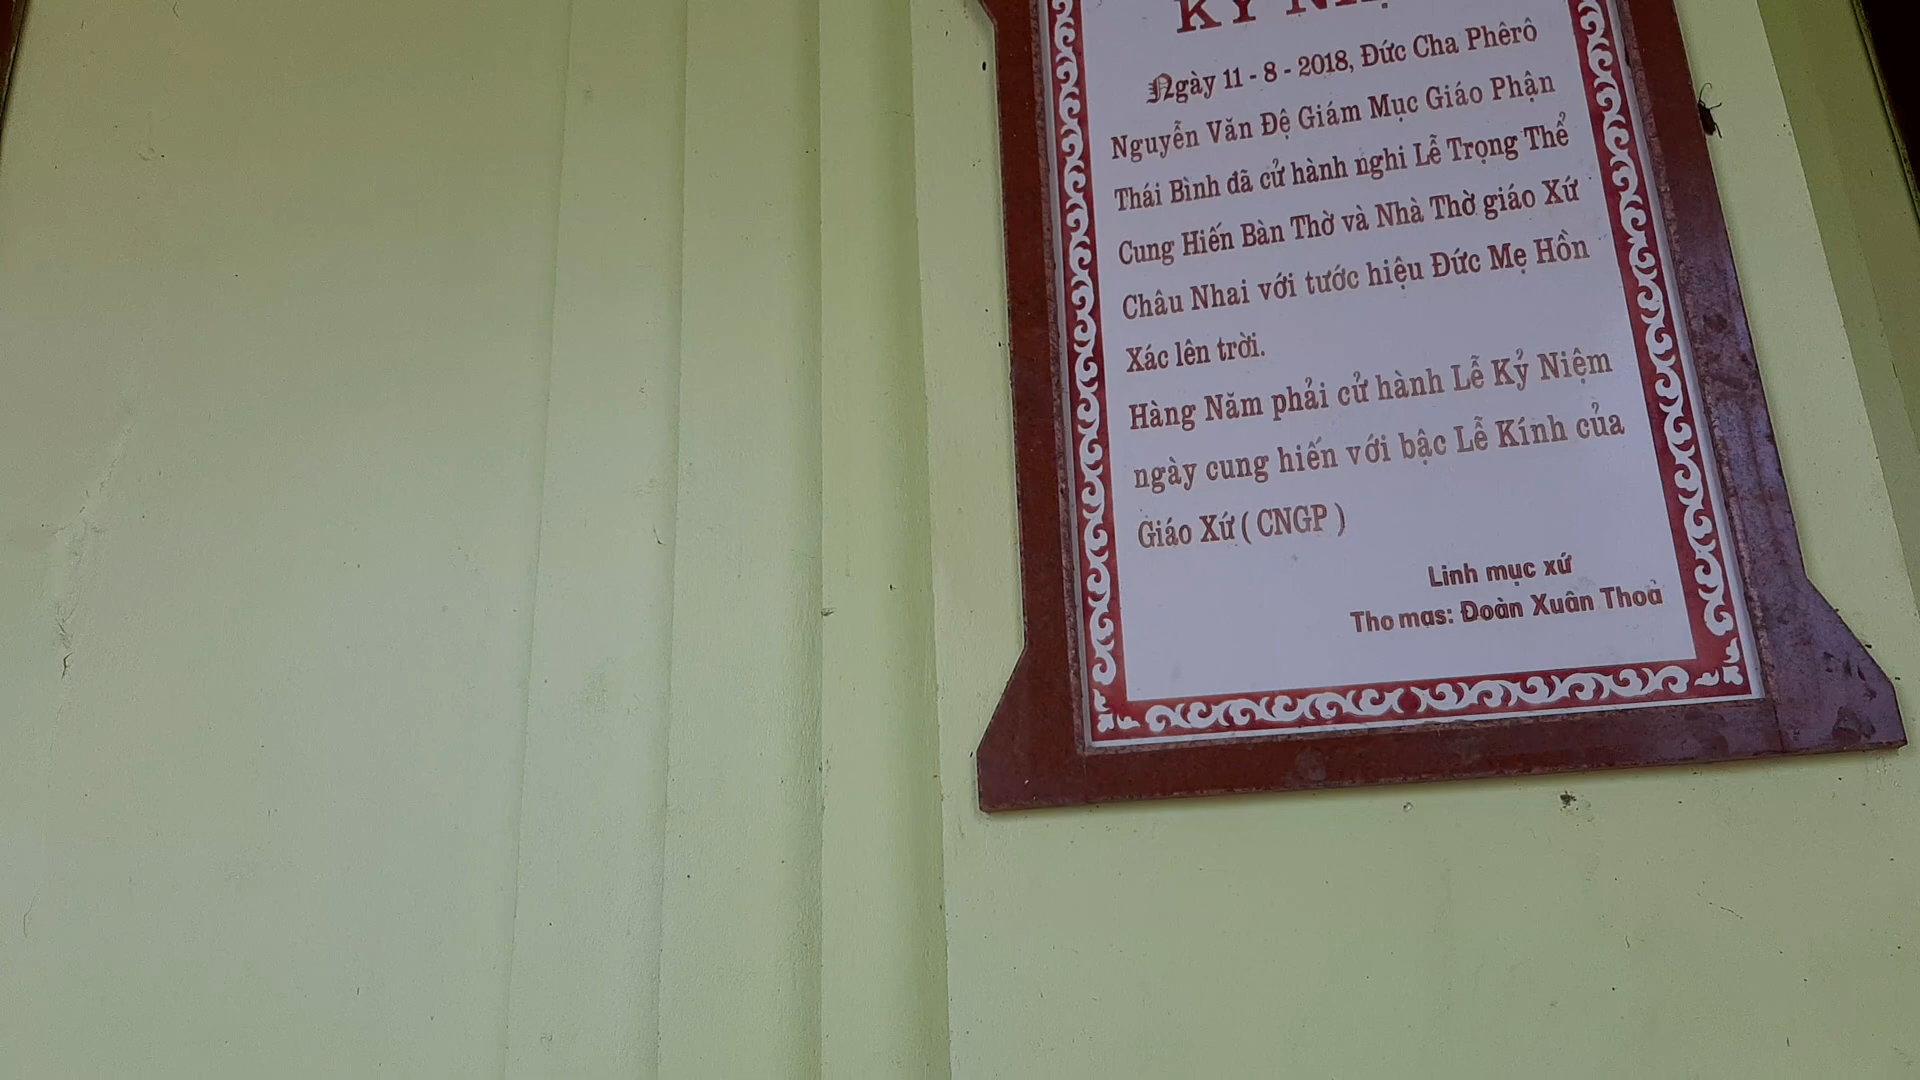 KỶ
Ngày 11 - 8 - 2018, Đức Cha Phêrô
Nguyễn Văn Đệ Giám Mục Giáo Phận
Thái Bình đã cử hành nghi Lễ Trọng Thể
Cung Hiến Bàn Thờ và Nhà Thờ giáo Xứ
Châu Nhai với tước hiệu Đức Mẹ Hồn
Xác lên trời.
Hàng Năm phải cử hành Lễ Kỷ Niệm
ngày cung hiến với bậc Lễ Kính của
Giáo Xứ ( CNGP )
Linh mục xứ
Tho mas: Đoàn Xuân Thoả